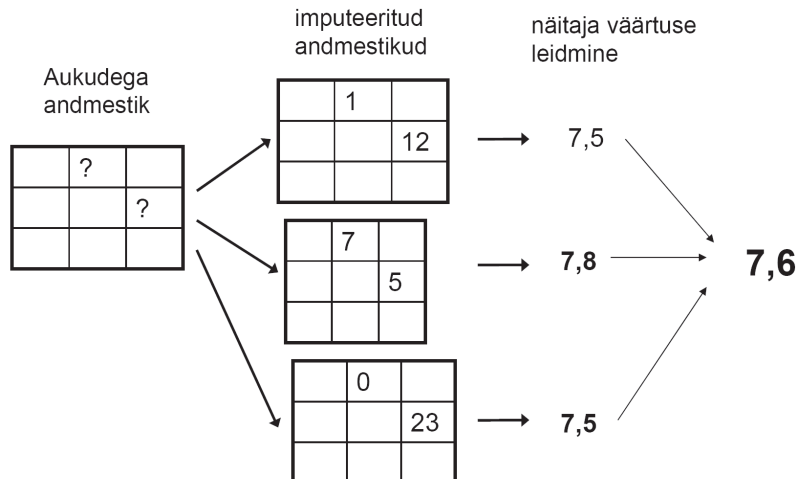 Aukudega
andmestik
?
?
imputeeritud
andmestikud
1
12
7
5
0
23
näitaja väärtuse
leidmine
7,5
7,8
7,5
7,6